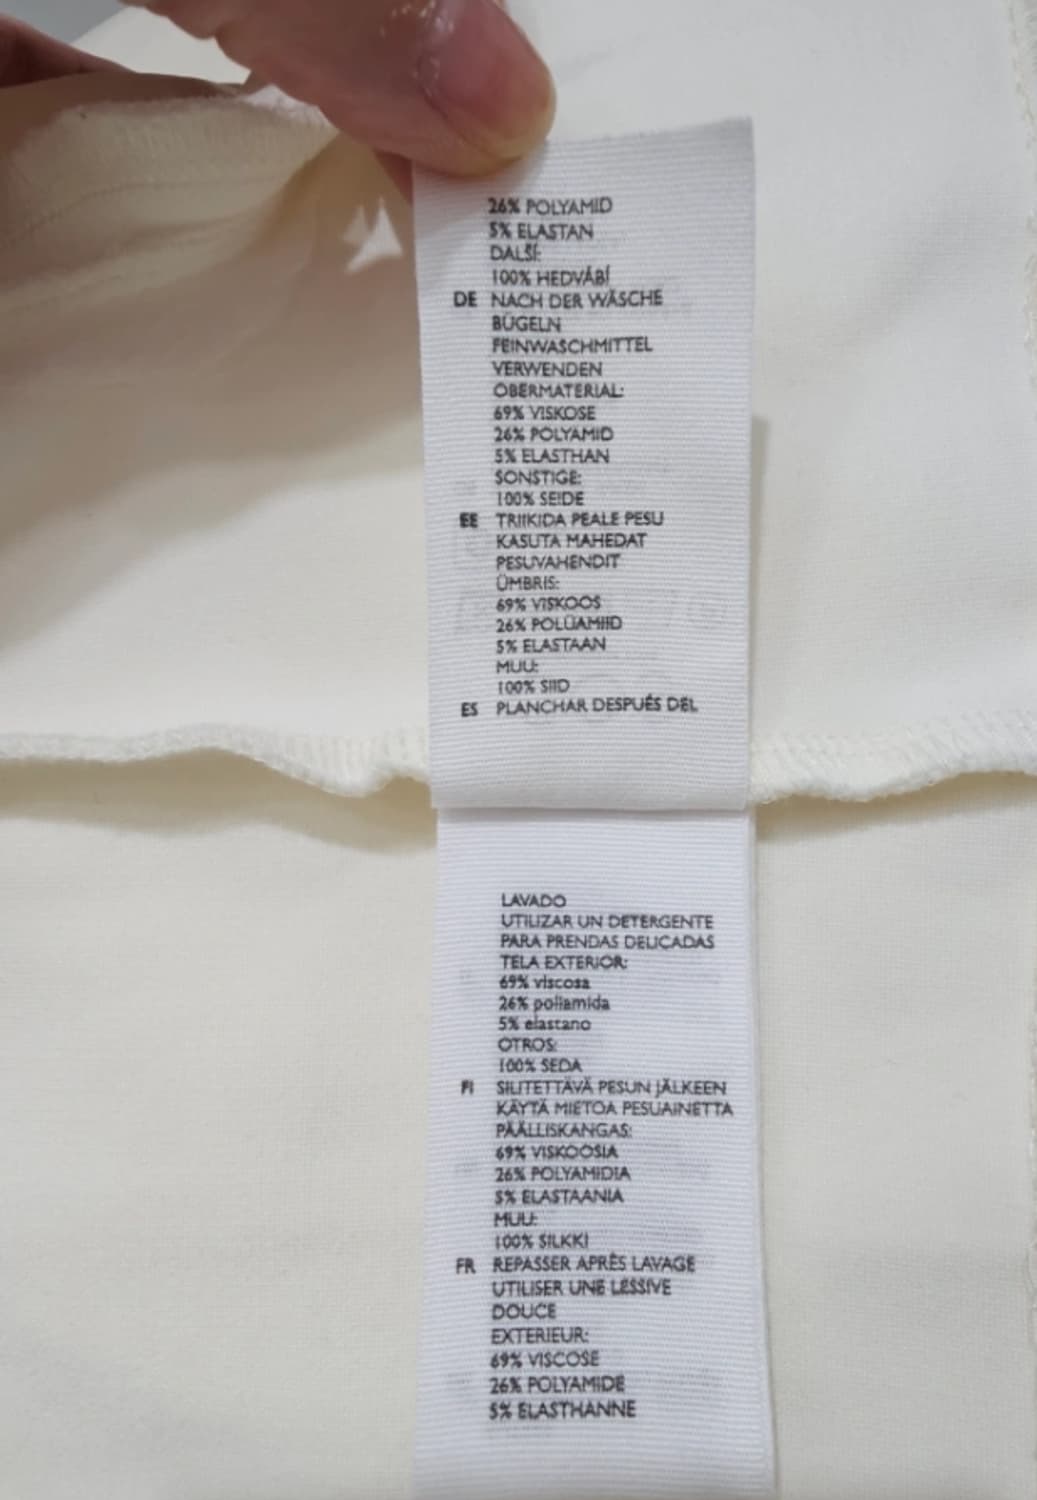 26% POLYAMID
5% ELASTAN
DALŠÍ:
100% HEDVÁBÍ
DE NACH DER WÄSCHE
BÜGELN
FEINWASCHMITTEL
VERWENDEN
OBERMATERIAL:
69% VISKOSE
26% POLYAMID
5% ELASTHAN
SONSTIGE:
100% SEIDE
EE TRIIKIDA PEALE PESU
KASUTA MAHEDAT
PESUVAHENDIT
ÜMBRIS:
69% VISKOOS
26% POLÜAMIID
5% ELASTAAN
MUU:
100% SIID
ES PLANCHAR DESPUÉS DEL
LAVADO
UTILIZAR UN DETERGENTE
PARA PRENDAS DELICADAS
TELA EXTERIOR:
69% viscosa
26% poliamida
5% elastano
OTROS:
100% SEDA
FI SILITETTÄVÄ PESUN JÄLKEEN
KÄYTÄ MIETOA PESUAINETTA
PÄÄLLISKANGAS:
69% VISKOOSIA
26% POLYAMIDIA
5% ELASTAANIA
MUU:
100% SILKKI
FR REPASSER APRÈS LAVAGE
UTILISER UNE LESSIVE
DOUCE
EXTERIEUR:
69% VISCOSE
26% POLYAMIDE
5% ELASTHANNE